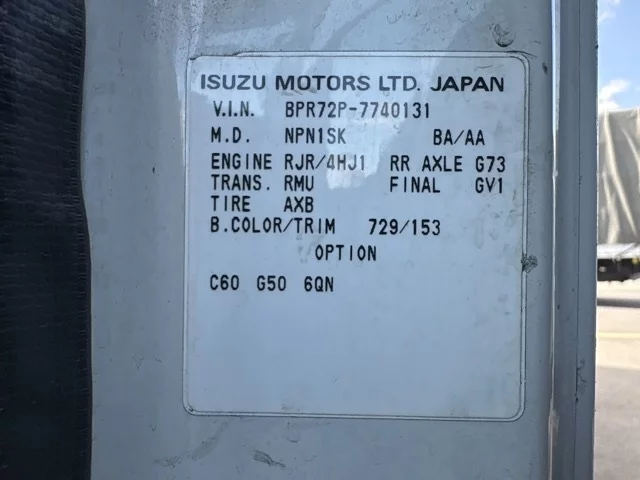 ISUZU MOTORS LTD. JAPAN
V.I.N. BPR72P-7740131
M.D. NPN1SK BA/AA
ENGINE RJR/4HJ1 RR AXLE G73
TRANS. RMU FINAL GV1
TIRE AXB
B.COLOR/TRIM 729/153
OPTION
C60 G50 6QN